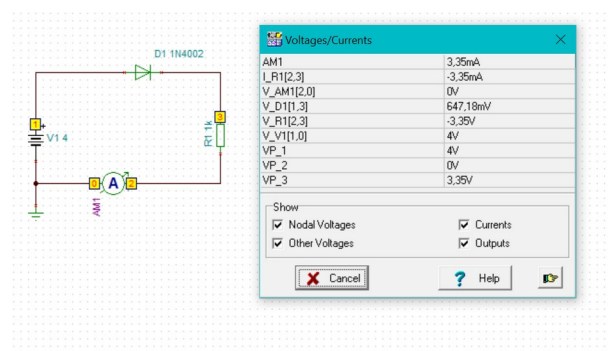 D1 1N4002
1
+
V1 4
3
R1 1k
0
A
2
AM1
Voltages/Currents
AM1 3,35mA
I_R1[2,3] -3,35mA
V_AM1[2,0] 0V
V_D1[1,3] 647,18mV
V_R1[2,3] -3,35V
V_V1[1,0] 4V
VP_1 4V
VP_2 0V
VP_3 3,35V
Show
Nodal Voltages Currents
Other Voltages Outputs
Cancel ? Help